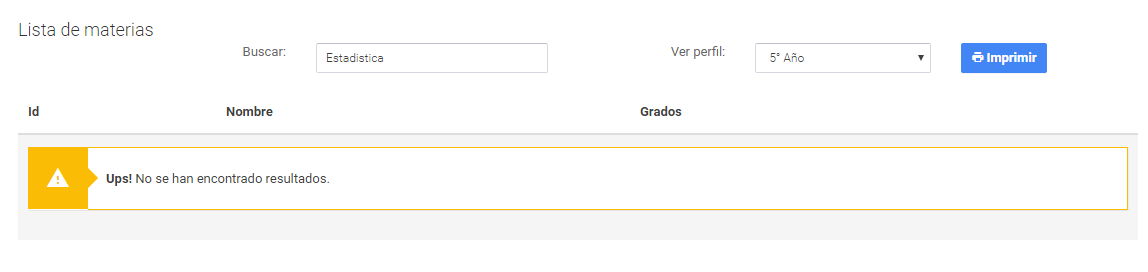 Lista de materias
Buscar: Estadistica Ver perfil: 5° Año Imprimir
Id Nombre Grados
Ups! No se han encontrado resultados.